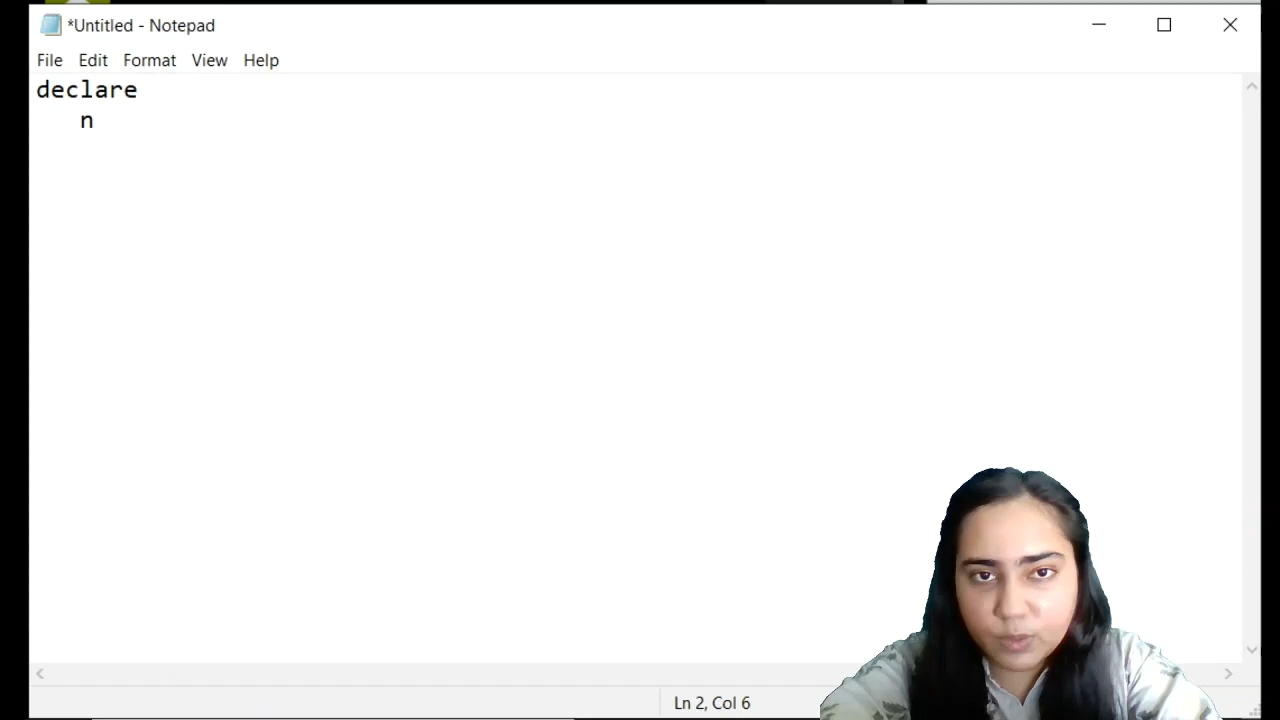 *Untitled - Notepad
File Edit Format View Help
declare
   n
Ln 2, Col 6